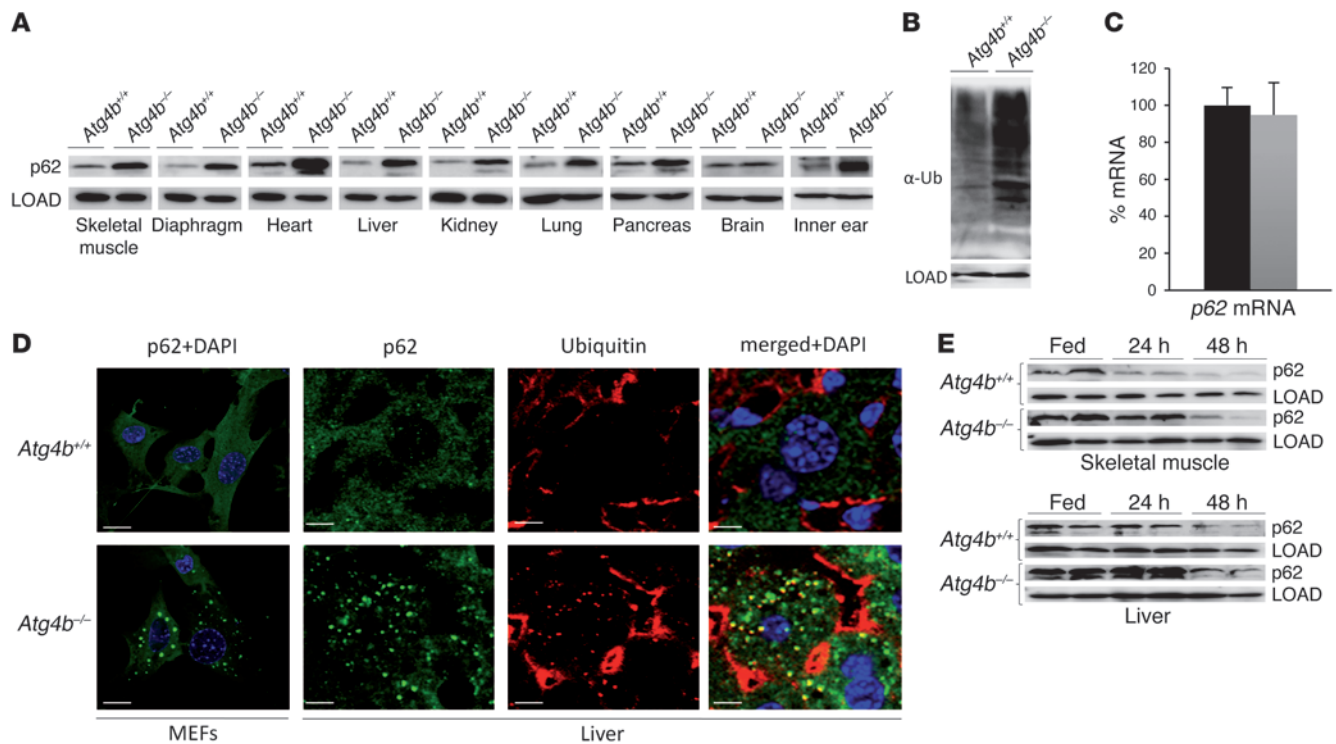 A
Atg4b+/+ Atg4b−/− Atg4b+/+ Atg4b−/− Atg4b+/+ Atg4b−/− Atg4b+/+ Atg4b−/− Atg4b+/+ Atg4b−/− Atg4b+/+ Atg4b−/− Atg4b+/+ Atg4b−/− Atg4b+/+ Atg4b−/− Atg4b+/+ Atg4b−/−
p62
LOAD
Skeletal muscle Diaphragm Heart Liver Kidney Lung Pancreas Brain Inner ear
B
Atg4b+/+ Atg4b−/−
α-Ub
LOAD
C
% mRNA
120
100
80
60
40
20
0
p62 mRNA
D
p62+DAPI p62 Ubiquitin merged+DAPI
Atg4b+/+
Atg4b−/−
MEFs Liver
E
Fed 24 h 48 h
Atg4b+/+ p62
LOAD
Atg4b−/− p62
LOAD
Skeletal muscle
Fed 24 h 48 h
Atg4b+/+ p62
LOAD
Atg4b−/− p62
LOAD
Liver